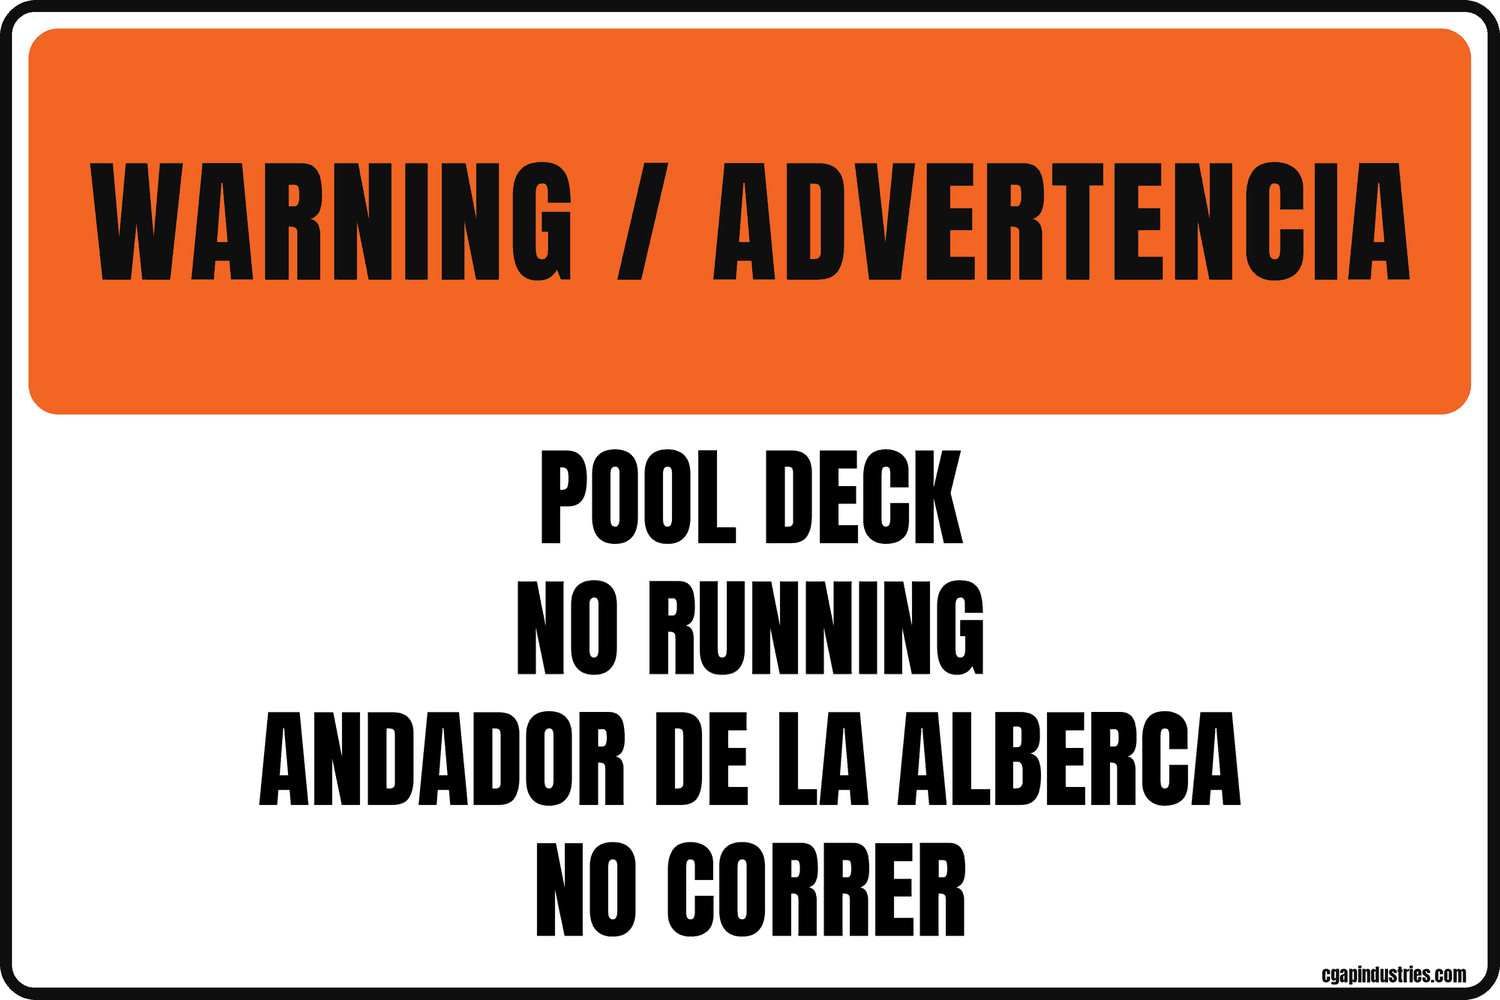 WARNING / ADVERTENCIA
POOL DECK
NO RUNNING
ANDADOR DE LA ALBERCA
NO CORRER
cgapindustries.com